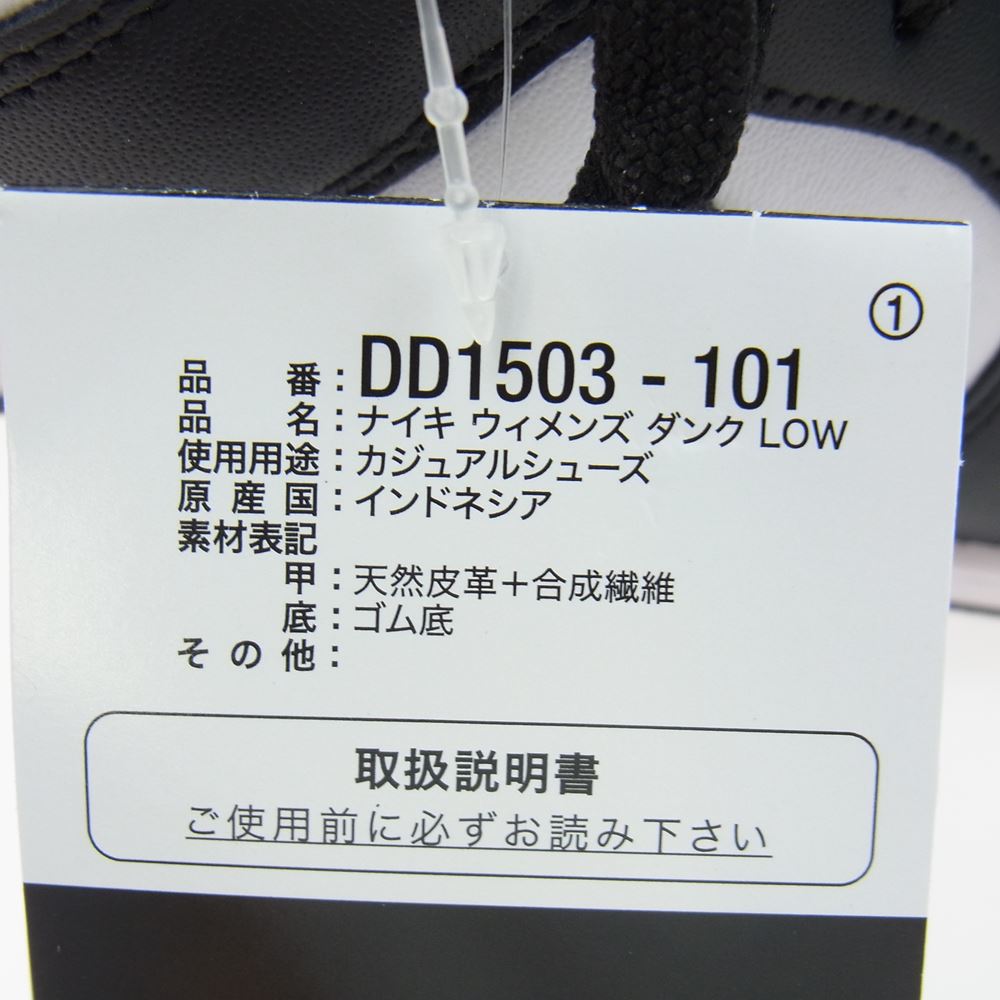 ①
品番：DD1503 - 101
品名：ナイキ ウィメンズ ダンク LOW
使用用途：カジュアルシューズ
原産国：インドネシア
素材表記
甲：天然皮革＋合成繊維
底：ゴム底
その他：
取扱説明書
ご使用前に必ずお読み下さい